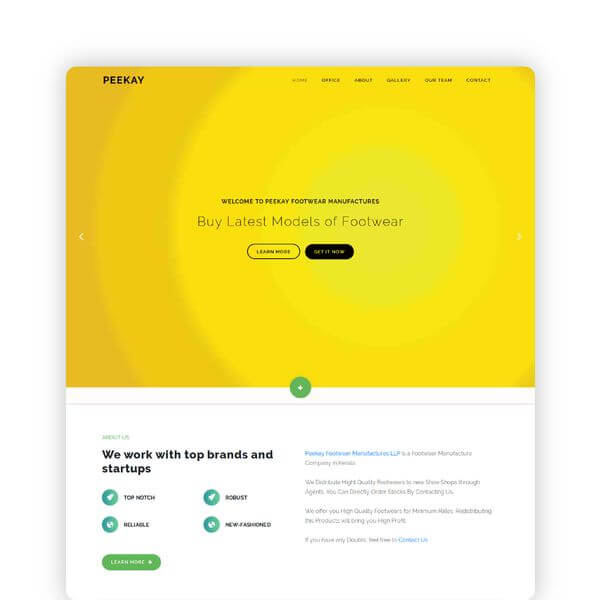 PEEKAY
HOME OFFICE ABOUT GALLERY OUR TEAM CONTACT
WELCOME TO PEEKAY FOOTWEAR MANUFACTURES
Buy Latest Models of Footwear
LEARN MORE GET IT NOW
ABOUT US
We work with top brands and
startups
TOP NOTCH ROBUST
RELIABLE NEW-FASHIONED
LEARN MORE
Peekay Footwear Manufactures LLP is a Footwear Manufacture
Company in Kerala.
We Distribute Hight Quality Footwears to new Shoe Shops through
Agents. You Can Directly Order Stocks By Contacting Us.
We offer you High Quality Footwears for Minimum Rates. Redistributing
this Products will bring you High Profit.
If you have any Doubts, feel free to Contact Us